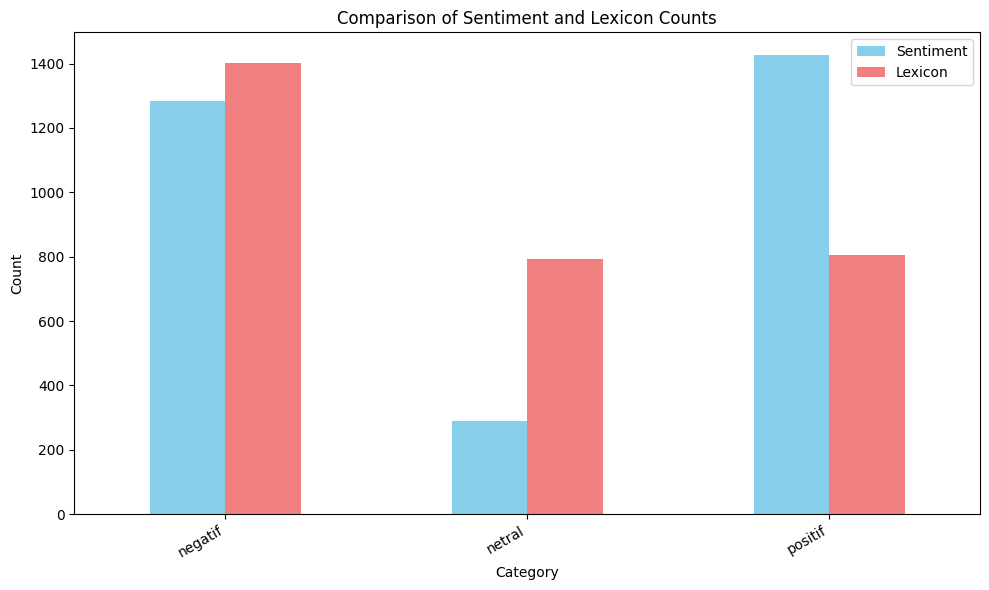 Comparison of Sentiment and Lexicon Counts
Sentiment
Lexicon
1400
1200
1000
800
600
400
200
0
Count
negatif
netral
positif
Category